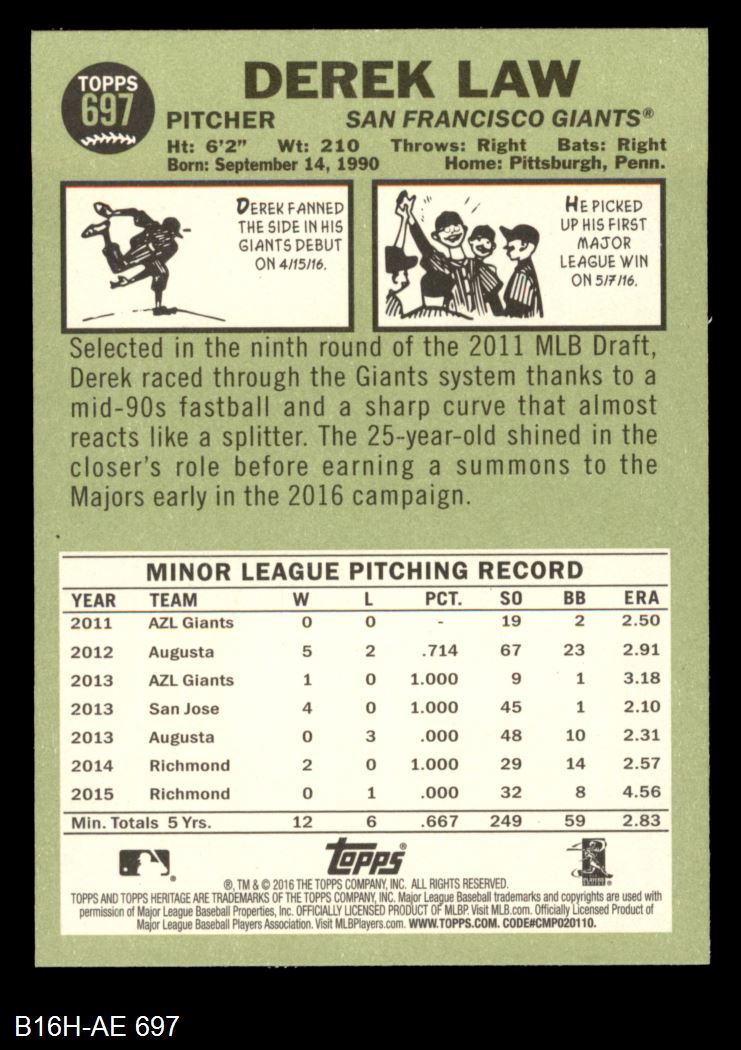 TOPPS
697
DEREK LAW
PITCHER SAN FRANCISCO GIANTS®
Ht: 6'2" Wt: 210 Throws: Right Bats: Right
Born: September 14, 1990 Home: Pittsburgh, Penn.
DEREK FANNED
THE SIDE IN HIS
GIANTS DEBUT
ON 4/15/16.
HE PICKED
UP HIS FIRST
MAJOR
LEAGUE WIN
ON 5/7/16.
Selected in the ninth round of the 2011 MLB Draft,
Derek raced through the Giants system thanks to a
mid-90s fastball and a sharp curve that almost
reacts like a splitter. The 25-year-old shined in the
closer's role before earning a summons to the
Majors early in the 2016 campaign.
MINOR LEAGUE PITCHING RECORD
YEAR TEAM W L PCT. SO BB ERA
2011 AZL Giants 0 0 - 19 2 2.50
2012 Augusta 5 2 .714 67 23 2.91
2013 AZL Giants 1 0 1.000 9 1 3.18
2013 San Jose 4 0 1.000 45 1 2.10
2013 Augusta 0 3 .000 48 10 2.31
2014 Richmond 2 0 1.000 29 14 2.57
2015 Richmond 0 1 .000 32 8 4.56
Min. Totals 5 Yrs. 12 6 .667 249 59 2.83
topps®
®, TM & © 2016 THE TOPPS COMPANY, INC. ALL RIGHTS RESERVED.
TOPPS AND TOPPS HERITAGE ARE TRADEMARKS OF THE TOPPS COMPANY, INC. Major League Baseball trademarks and copyrights are used with
permission of Major League Baseball Properties, Inc. OFFICIALLY LICENSED PRODUCT OF MLBP. Visit MLB.com. Officially Licensed Product of
Major League Baseball Players Association. Visit MLBPlayers.com. WWW.TOPPS.COM. CODE#CMP020110.
B16H-AE 697